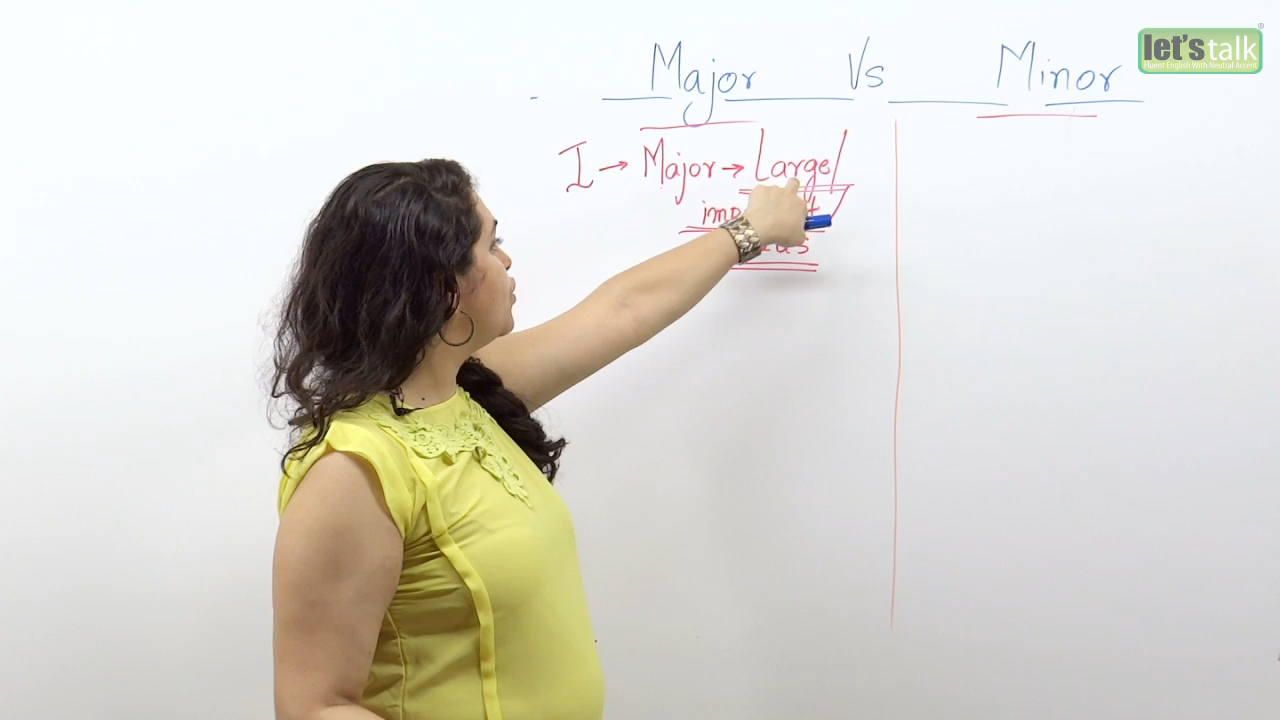 let's talk ®
Fluent English With Neutral Accent
Major Vs Minor
I → Major → Large/